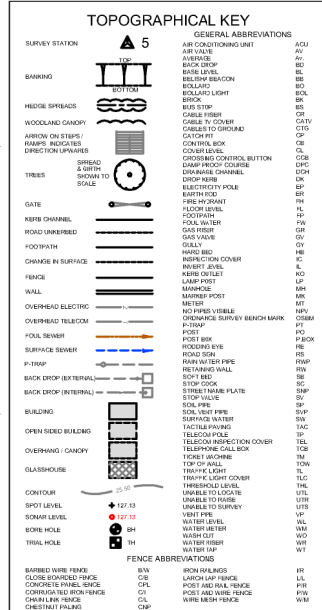 TOPOGRAPHICAL KEY
SURVEY STATION 5
BANKING TOP BOTTOM
HEDGE SPREADS
WOODLAND CANOPY
ARROW ON STEPS /
RAMPS INDICATES
DIRECTION UPWARDS
TREES SPREAD
& GIRTH
SHOWN TO
SCALE
GATE
KERB CHANNEL
ROAD UNKERBED
FOOTPATH
CHANGE IN SURFACE
FENCE
WALL
OVERHEAD ELECTRIC
OVERHEAD TELECOM
FOUL SEWER
SURFACE SEWER
P-TRAP
BACK DROP (EXTERNAL)
BACK DROP (INTERNAL)
BUILDING
OPEN SIDED BUILDING
OVERHANG / CANOPY
GLASSHOUSE
CONTOUR 25.50
SPOT LEVEL 127.13
SONAR LEVEL 127.13
BORE HOLE BH
TRIAL HOLE TH
GENERAL ABBREVIATIONS
AIR CONDITIONING UNIT ACU
AIR VALVE AV
AVERAGE Av.
BACK DROP BD
BASE LEVEL BL
BELISHA BEACON BB
BOLLARD BO
BOLLARD LIGHT BOL
BRICK BK
BUS STOP BS
CABLE RISER CR
CABLE TV COVER CATV
CABLES TO GROUND CTG
CATCH PIT CP
CONTROL BOX CB
COVER LEVEL CL
CROSSING CONTROL BUTTON CCB
DAMP PROOF COURSE DPC
DRAINAGE CHANNEL DCH
DROP KERB DK
ELECTRICITY POLE EP
EARTH ROD ER
FIRE HYDRANT FH
FLOOR LEVEL FL
FOOTPATH FP
FOUL WATER FW
GAS RISER GR
GAS VALVE GV
GULLY GY
HARD BED HB
INSPECTION COVER IC
INVERT LEVEL IL
KERB OUTLET KO
LAMP POST LP
MANHOLE MH
MARKER POST MK
METER MT
NO PIPES VISIBLE NPV
ORDNANCE SURVEY BENCH MARK OSBM
P-TRAP PT
POST PO
POST BOX P.BOX
RODDING EYE RE
ROAD SIGN RS
RAIN WATER PIPE RWP
RETAINING WALL RW
SOFT BED SB
STOP COCK SC
STREET NAME PLATE SNP
STOP VALVE SV
SOIL PIPE SP
SOIL VENT PIPE SVP
SURFACE WATER SW
TACTILE PAVING TAC
TELECOM POLE TP
TELECOM INSPECTION COVER TEL
TELEPHONE CALL BOX TCB
TICKET MACHINE TM
TOP OF WALL TOW
TRAFFIC LIGHT TL
TRAFFIC LIGHT COVER TLC
THRESHOLD LEVEL THL
UNABLE TO LOCATE UTL
UNABLE TO RAISE UTR
UNABLE TO SURVEY UTS
VENT PIPE VP
WATER LEVEL WL
WATER METER WM
WASH OUT WO
WATER RISER WR
WATER TAP WT
FENCE ABBREVIATIONS
BARBED WIRE FENCE B/W
CLOSE BOARDED FENCE C/B
CONCRETE PANEL FENCE CPL
CORRUGATED IRON FENCE C/I
CHAIN LINK FENCE C/L
CHESTNUT PALING CNP
IRON RAILINGS I/R
LARCH LAP FENCE L/L
POST AND RAIL FENCE P/R
POST AND WIRE FENCE P/W
WIRE MESH FENCE W/M